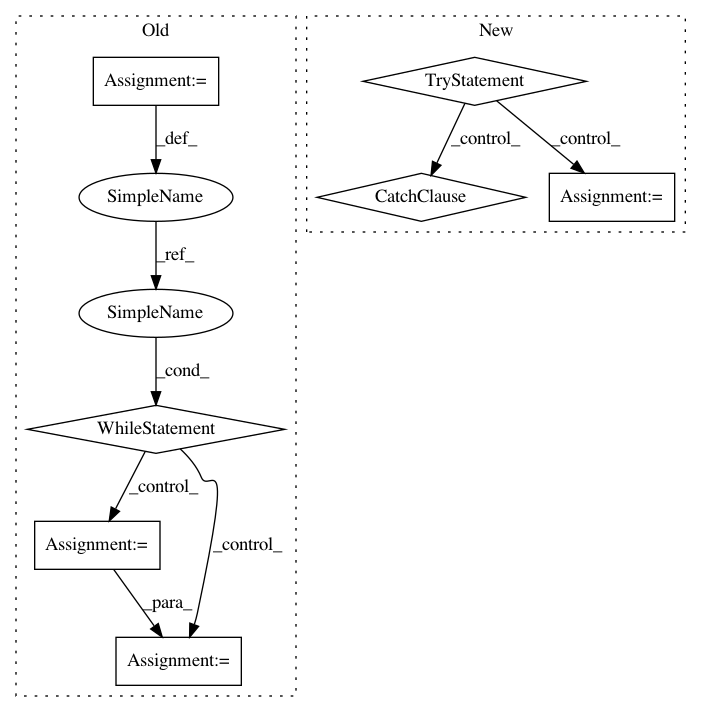 Old
Assignment:=
_def_
SimpleName
_ref_
SimpleName
_cond_
WhileStatement
_control_
_control_
Assignment:=
_para_
Assignment:=
New
TryStatement
_control_
_control_
CatchClause
Assignment:=